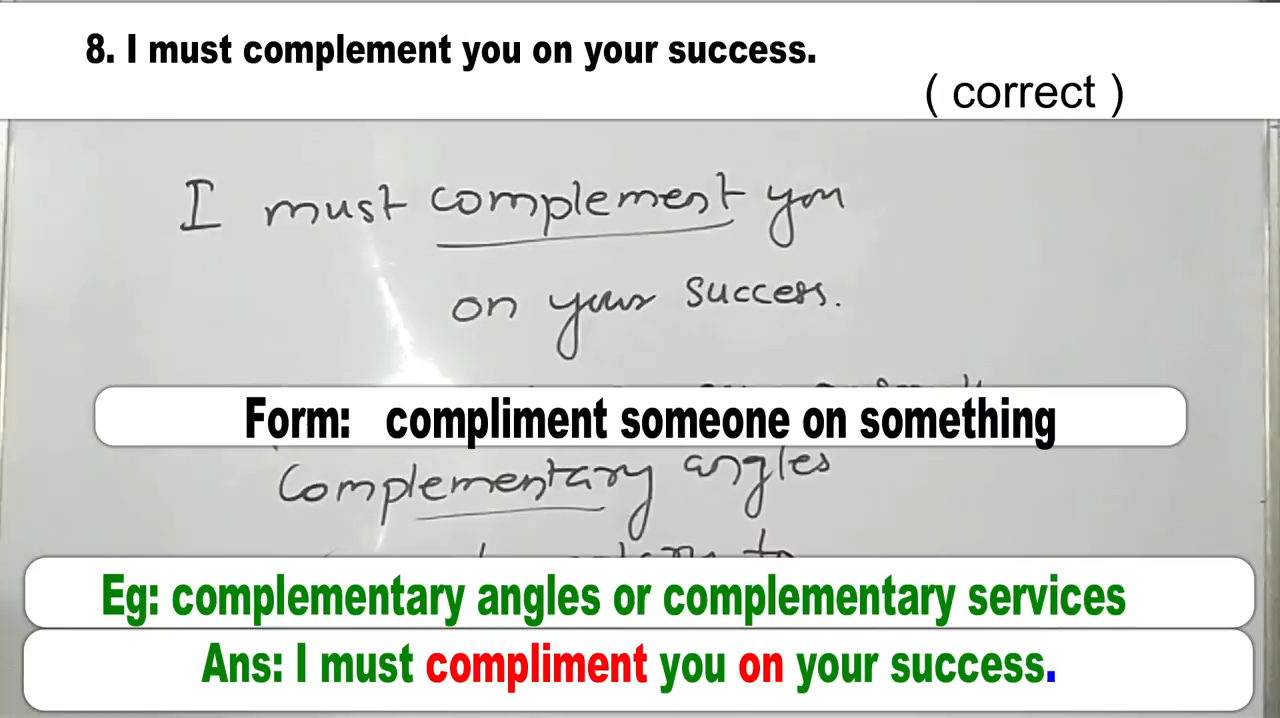 8. I must complement you on your success.
( correct )
I must complement you
on your success.
Form: compliment someone on something
Complementary angles
to
Eg: complementary angles or complementary services
Ans: I must compliment you on your success.